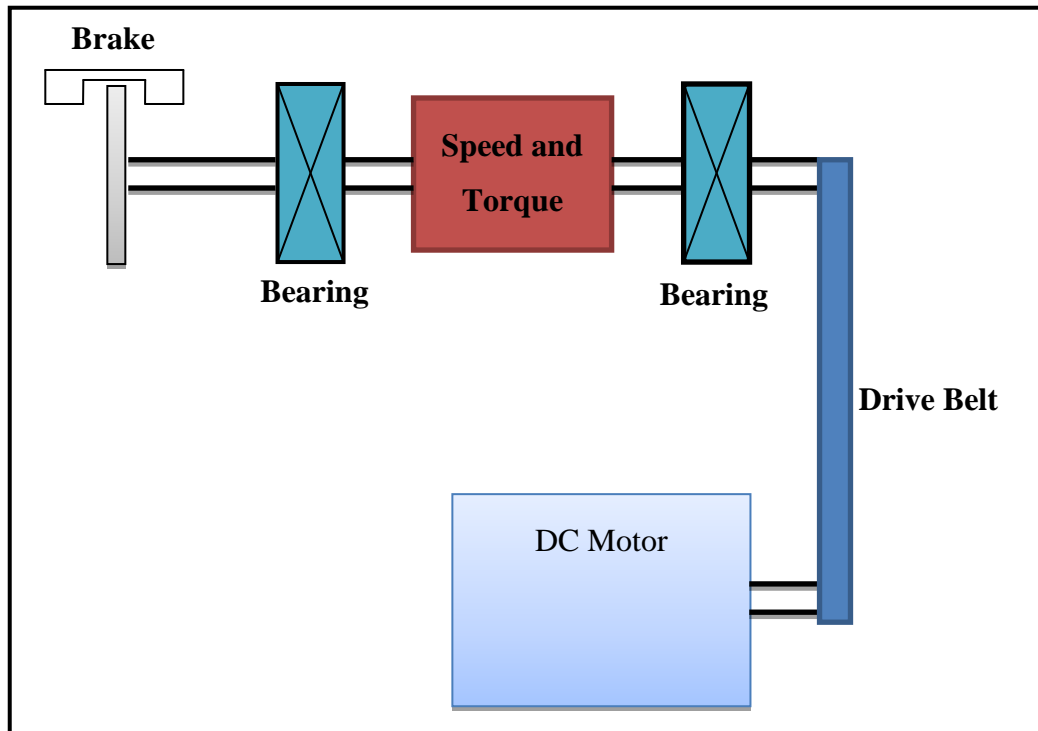 Brake
Speed and
Torque
Bearing
Bearing
Drive Belt
DC Motor